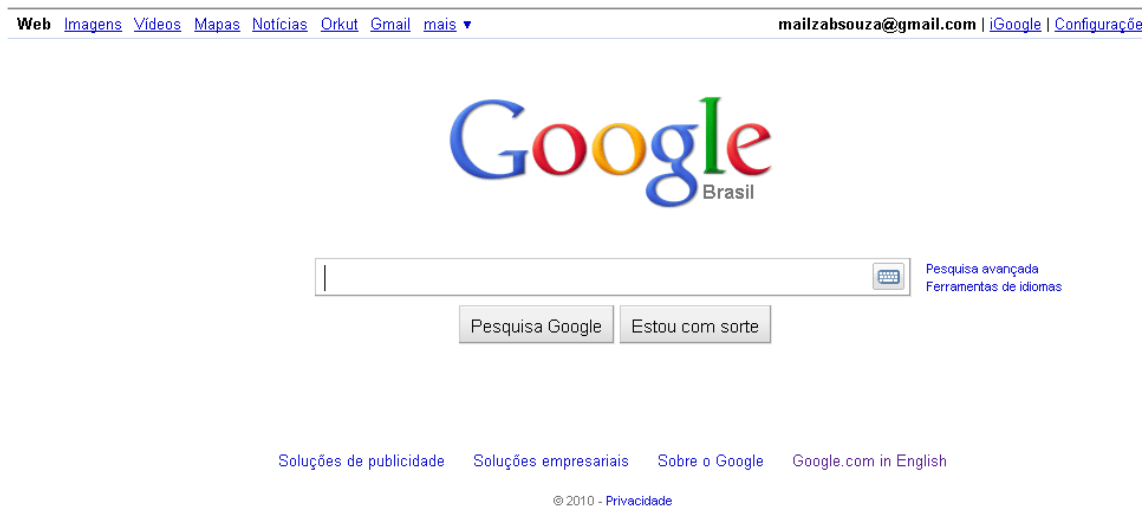 Web Imagens Vídeos Mapas Notícias Orkut Gmail mais ▼ mailzabsouza@gmail.com | iGoogle | Configuraçõe
Google
Brasil
Pesquisa avançada
Ferramentas de idiomas
Pesquisa Google Estou com sorte
Soluções de publicidade Soluções empresariais Sobre o Google Google.com in English
© 2010 - Privacidade